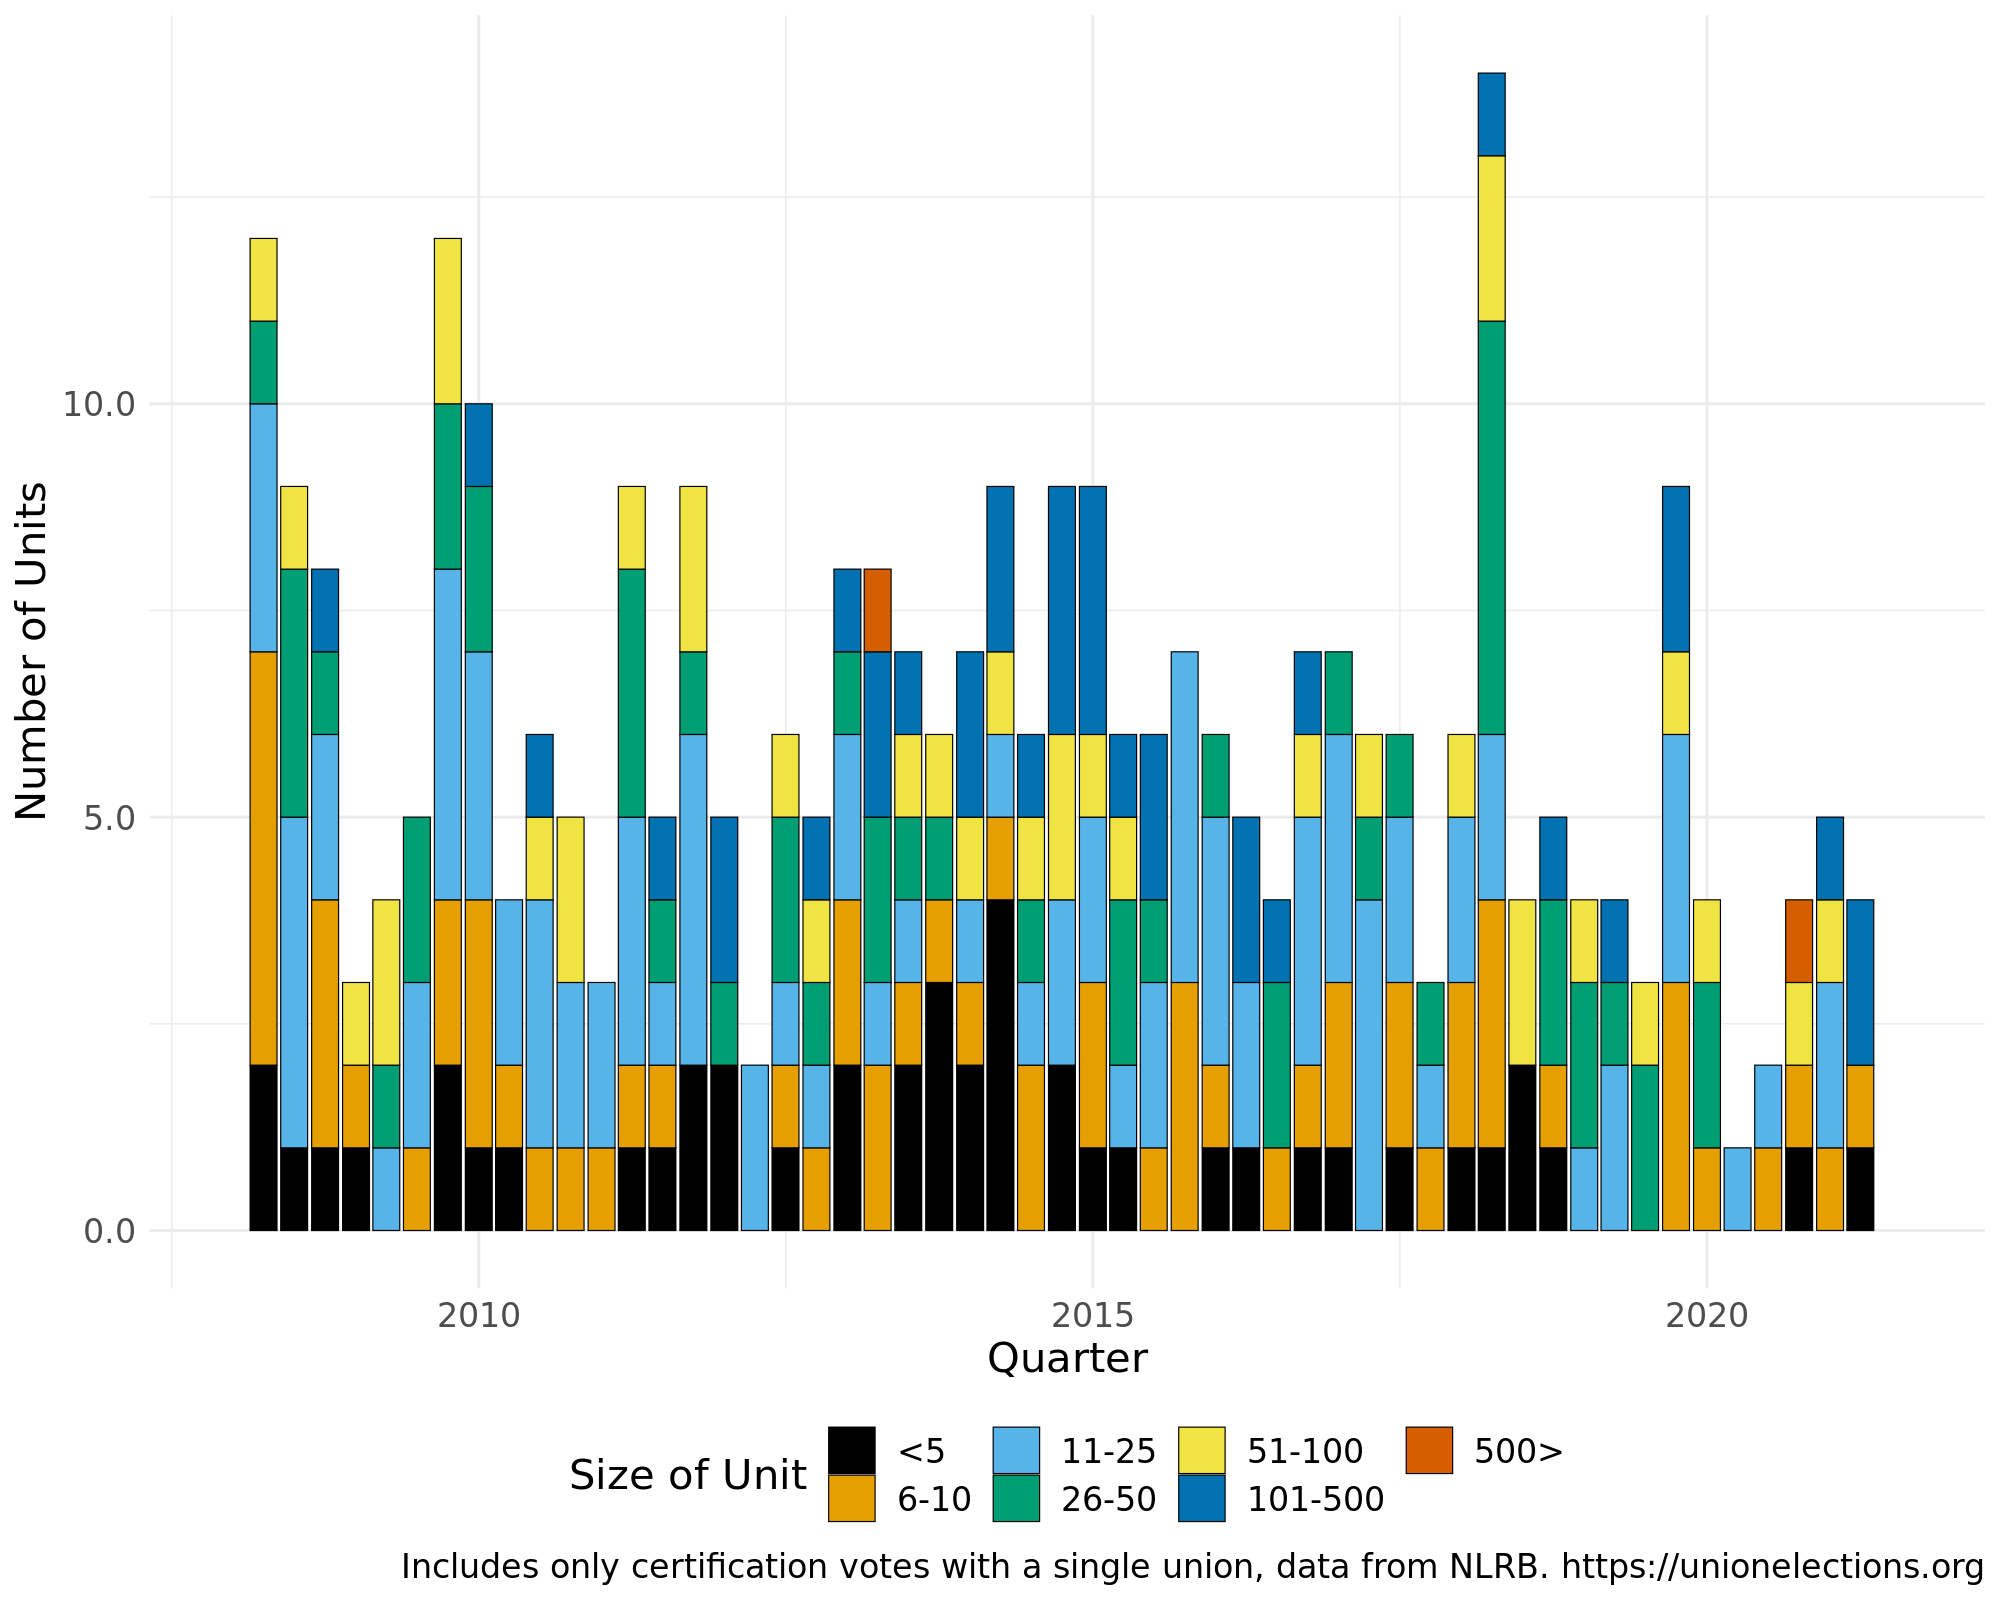 Number of Units
10.0
5.0
0.0
2010 2015 2020
Quarter
Size of Unit
<5 11-25 51-100 500>
6-10 26-50 101-500
Includes only certification votes with a single union, data from NLRB. https://unionelections.org